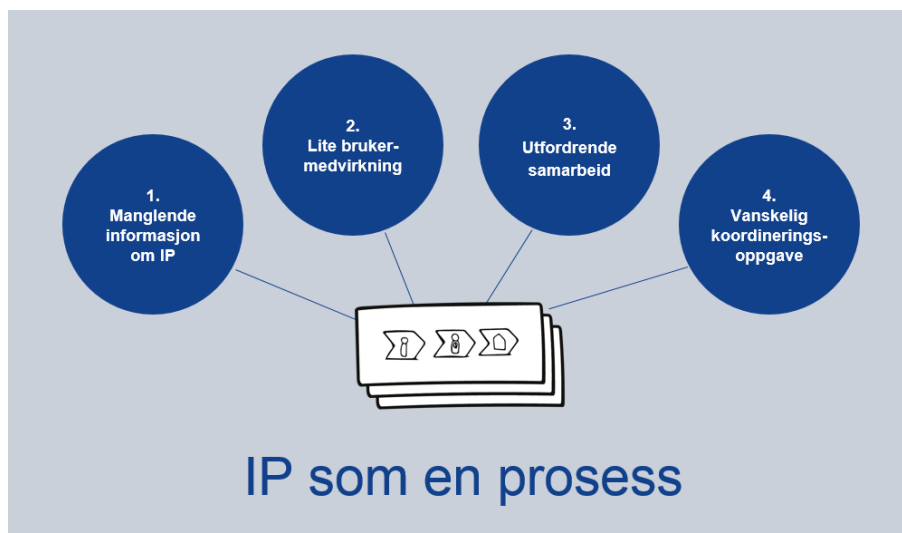 1.
Manglende
informasjon
om IP
2.
Lite bruker-
medvirkning
3.
Utfordrende
samarbeid
4.
Vanskelig
koordinerings-
oppgave
IP som en prosess